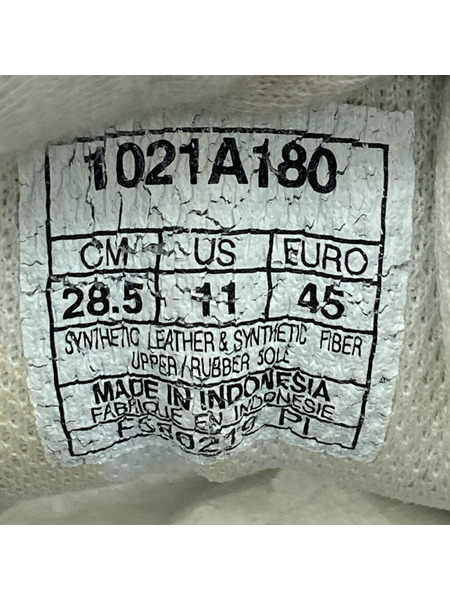 1021A180
CM US EURO
28.5 11 45
SYNTHETIC LEATHER & SYNTHETIC FIBER
UPPER/RUBBER SOLE
MADE IN INDONESIA
FABRIQUE EN INDONESIE
PI